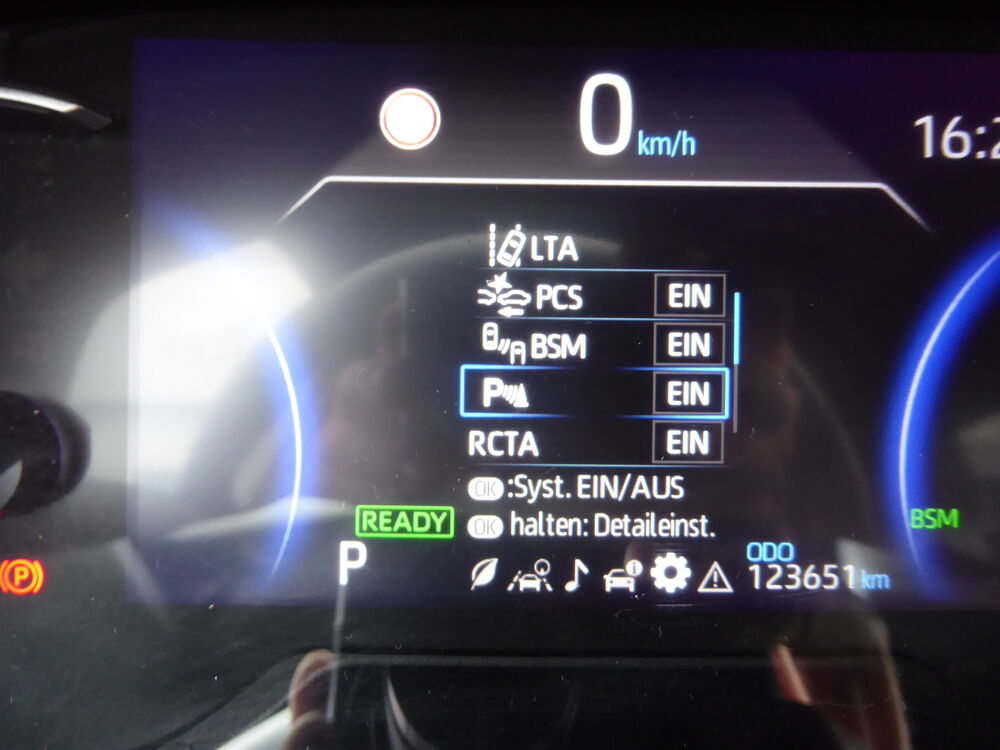 0 km/h
16:2
LTA
PCS EIN
BSM EIN
P EIN
RCTA EIN
OK :Syst. EIN/AUS
READY
OK halten: Detaileinst.
BSM
P
P
ODO
123651 km